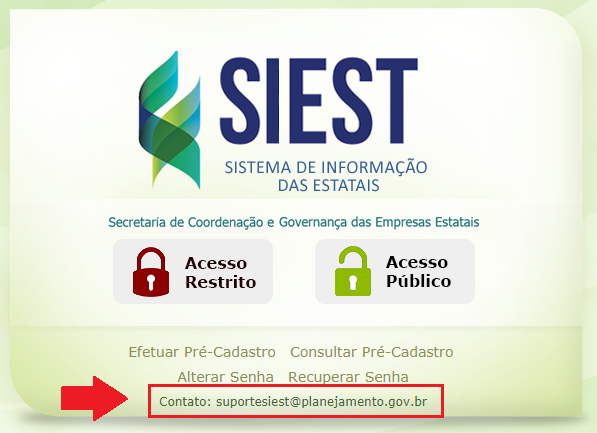 SIEST
SISTEMA DE INFORMAÇÃO
DAS ESTATAIS
Secretaria de Coordenação e Governança das Empresas Estatais
Acesso
Restrito
Acesso
Público
Efetuar Pré-Cadastro Consultar Pré-Cadastro
Alterar Senha Recuperar Senha
Contato: suportesiest@planejamento.gov.br